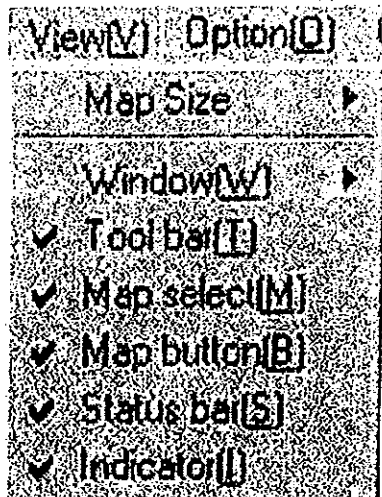 View(V) Option(O)
Map Size
Window(W)
Tool bar(T)
Map select(M)
Map button(B)
Status bar(S)
Indicator(I)